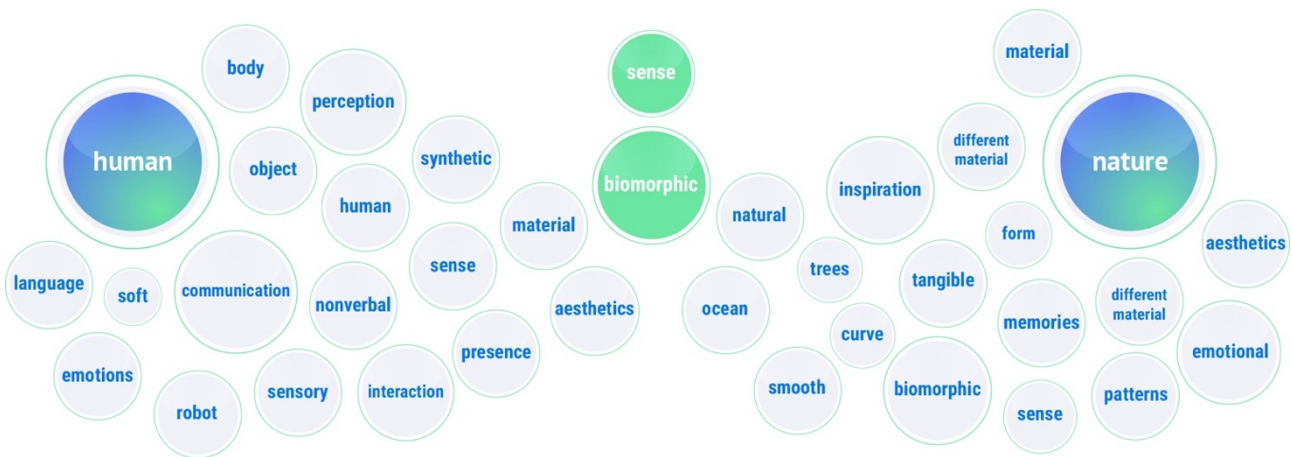 body
perception
human
object
synthetic
human
material
language
soft
communication
nonverbal
sense
aesthetics
emotions
robot
sensory
interaction
presence
sense
biomorphic
natural
ocean
trees
curve
smooth
inspiration
tangible
biomorphic
material
different
material
nature
form
aesthetics
memories
different
material
emotional
sense
patterns